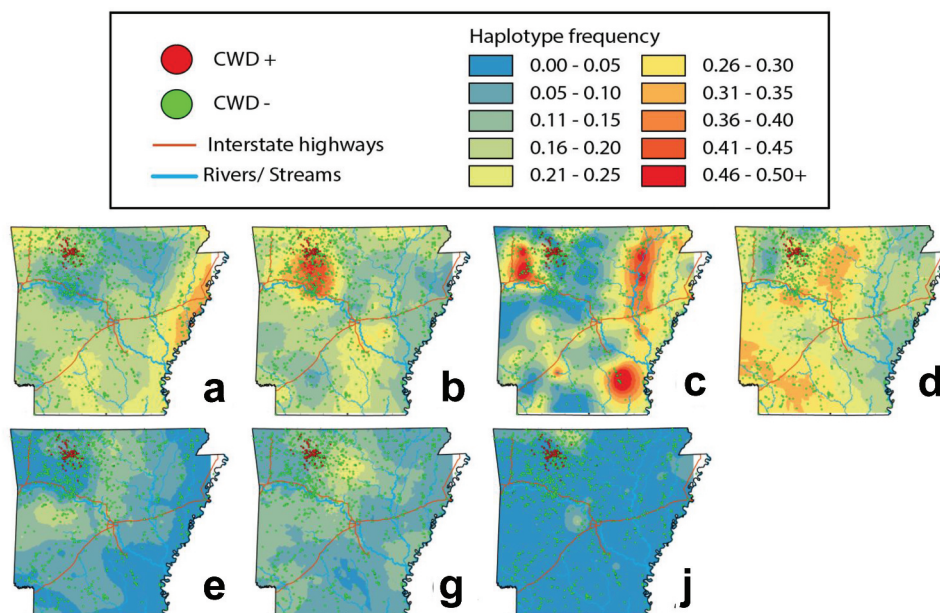 Haplotype frequency
CWD +
CWD -
Interstate highways
Rivers/ Streams
0.00 - 0.05
0.05 - 0.10
0.11 - 0.15
0.16 - 0.20
0.21 - 0.25
0.26 - 0.30
0.31 - 0.35
0.36 - 0.40
0.41 - 0.45
0.46 - 0.50+
a
b
c
d
e
g
j